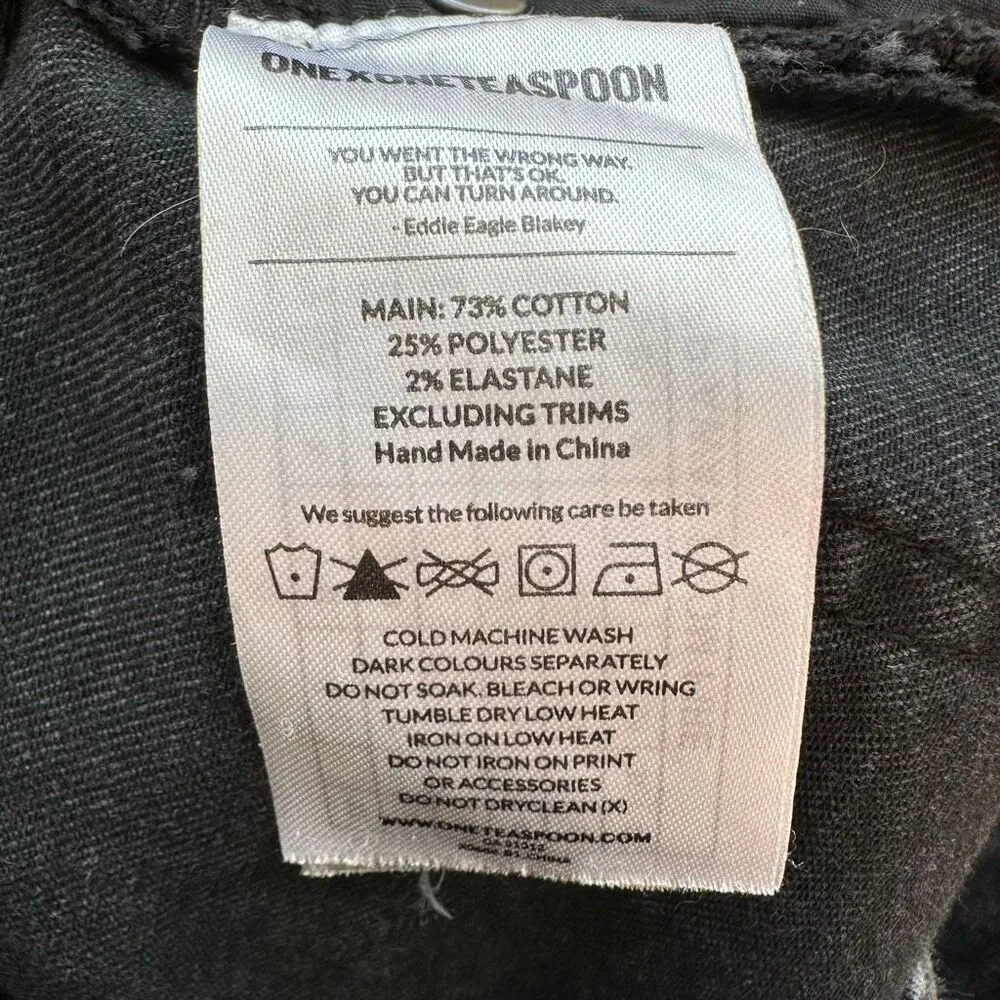 ONEXONETEASPOON
YOU WENT THE WRONG WAY.
BUT THAT'S OK.
YOU CAN TURN AROUND.
- Eddie Eagle Blakey
MAIN: 73% COTTON
25% POLYESTER
2% ELASTANE
EXCLUDING TRIMS
Hand Made in China
We suggest the following care be taken
COLD MACHINE WASH
DARK COLOURS SEPARATELY
DO NOT SOAK, BLEACH OR WRING
TUMBLE DRY LOW HEAT
IRON ON LOW HEAT
DO NOT IRON ON PRINT
OR ACCESSORIES
DO NOT DRYCLEAN (X)
WWW.ONETEASPOON.COM